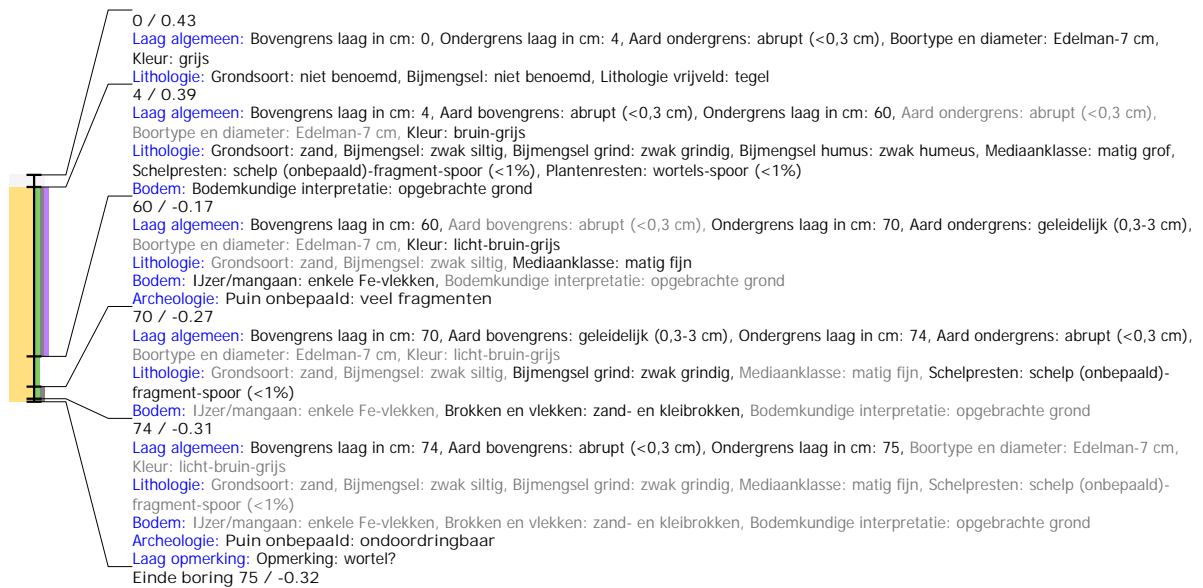 0 / 0.43
Laag algemeen: Bovengrens laag in cm: 0, Ondergrens laag in cm: 4, Aard ondergrens: abrupt (<0,3 cm), Boortype en diameter: Edelman-7 cm,
Kleur: grijs
Lithologie: Grondsoort: niet benoemd, Bijmengsel: niet benoemd, Lithologie vrijveld: tegel
4 / 0.39
Laag algemeen: Bovengrens laag in cm: 4, Aard bovengrens: abrupt (<0,3 cm), Ondergrens laag in cm: 60, Aard ondergrens: abrupt (<0,3 cm),
Boortype en diameter: Edelman-7 cm, Kleur: bruin-grijs
Lithologie: Grondsoort: zand, Bijmengsel: zwak siltig, Bijmengsel grind: zwak grindig, Bijmengsel humus: zwak humeus, Mediaanklasse: matig grof,
Schelpresten: schelp (onbepaald)-fragment-spoor (<1%), Plantenresten: wortels-spoor (<1%)
Bodem: Bodemkundige interpretatie: opgebrachte grond
60 / -0.17
Laag algemeen: Bovengrens laag in cm: 60, Aard bovengrens: abrupt (<0,3 cm), Ondergrens laag in cm: 70, Aard ondergrens: geleidelijk (0,3-3 cm),
Boortype en diameter: Edelman-7 cm, Kleur: licht-bruin-grijs
Lithologie: Grondsoort: zand, Bijmengsel: zwak siltig, Mediaanklasse: matig fijn
Bodem: IJzer/mangaan: enkele Fe-vlekken, Bodemkundige interpretatie: opgebrachte grond
Archeologie: Puin onbepaald: veel fragmenten
70 / -0.27
Laag algemeen: Bovengrens laag in cm: 70, Aard bovengrens: geleidelijk (0,3-3 cm), Ondergrens laag in cm: 74, Aard ondergrens: abrupt (<0,3 cm),
Boortype en diameter: Edelman-7 cm, Kleur: licht-bruin-grijs
Lithologie: Grondsoort: zand, Bijmengsel: zwak siltig, Bijmengsel grind: zwak grindig, Mediaanklasse: matig fijn, Schelpresten: schelp (onbepaald)-
fragment-spoor (<1%)
Bodem: IJzer/mangaan: enkele Fe-vlekken, Brokken en vlekken: zand- en kleibrokken, Bodemkundige interpretatie: opgebrachte grond
74 / -0.31
Laag algemeen: Bovengrens laag in cm: 74, Aard bovengrens: abrupt (<0,3 cm), Ondergrens laag in cm: 75, Boortype en diameter: Edelman-7 cm,
Kleur: licht-bruin-grijs
Lithologie: Grondsoort: zand, Bijmengsel: zwak siltig, Bijmengsel grind: zwak grindig, Mediaanklasse: matig fijn, Schelpresten: schelp (onbepaald)-
fragment-spoor (<1%)
Bodem: IJzer/mangaan: enkele Fe-vlekken, Brokken en vlekken: zand- en kleibrokken, Bodemkundige interpretatie: opgebrachte grond
Archeologie: Puin onbepaald: ondoordringbaar
Laag opmerking: Opmerking: wortel?
Einde boring 75 / -0.32